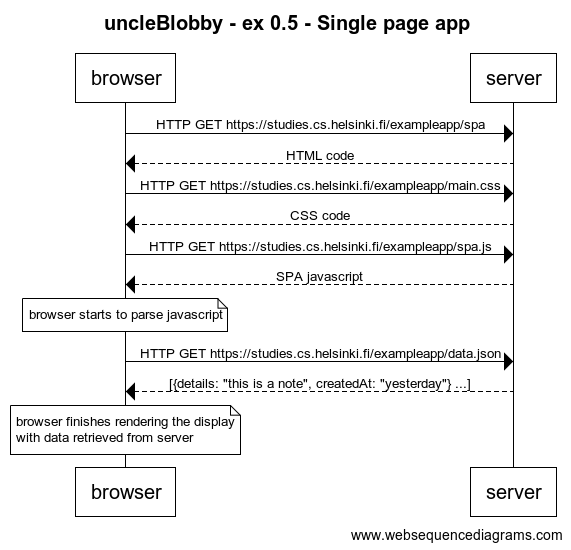 uncleBlobby - ex 0.5 - Single page app
browser
server
HTTP GET https://studies.cs.helsinki.fi/exampleapp/spa
HTML code
HTTP GET https://studies.cs.helsinki.fi/exampleapp/main.css
CSS code
HTTP GET https://studies.cs.helsinki.fi/exampleapp/spa.js
SPA javascript
browser starts to parse javascript
HTTP GET https://studies.cs.helsinki.fi/exampleapp/data.json
[{details: "this is a note", createdAt: "yesterday"} ...]
browser finishes rendering the display
with data retrieved from server
browser
server
www.websequencediagrams.com